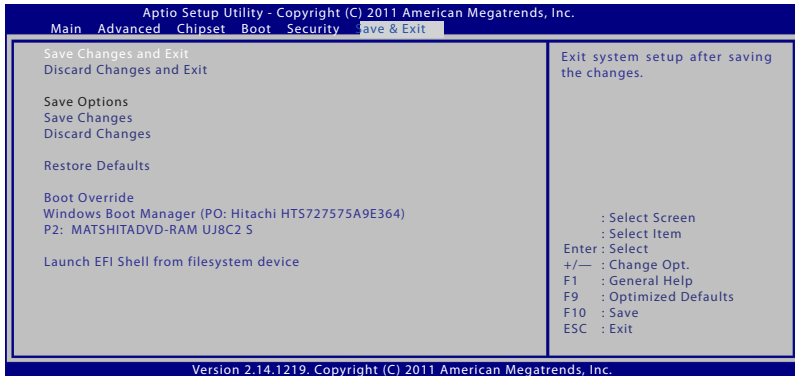 Aptio Setup Utility - Copyright (C) 2011 American Megatrends, Inc.
Main Advanced Chipset Boot Security Save & Exit
Save Changes and Exit
Discard Changes and Exit
Save Options
Save Changes
Discard Changes
Restore Defaults
Boot Override
Windows Boot Manager (PO: Hitachi HTS727575A9E364)
P2: MATSHITADVD-RAM UJ8C2 S
Launch EFI Shell from filesystem device
Exit system setup after saving
the changes.
: Select Screen
: Select Item
Enter : Select
+/— : Change Opt.
F1 : General Help
F9 : Optimized Defaults
F10 : Save
ESC : Exit
Version 2.14.1219. Copyright (C) 2011 American Megatrends, Inc.